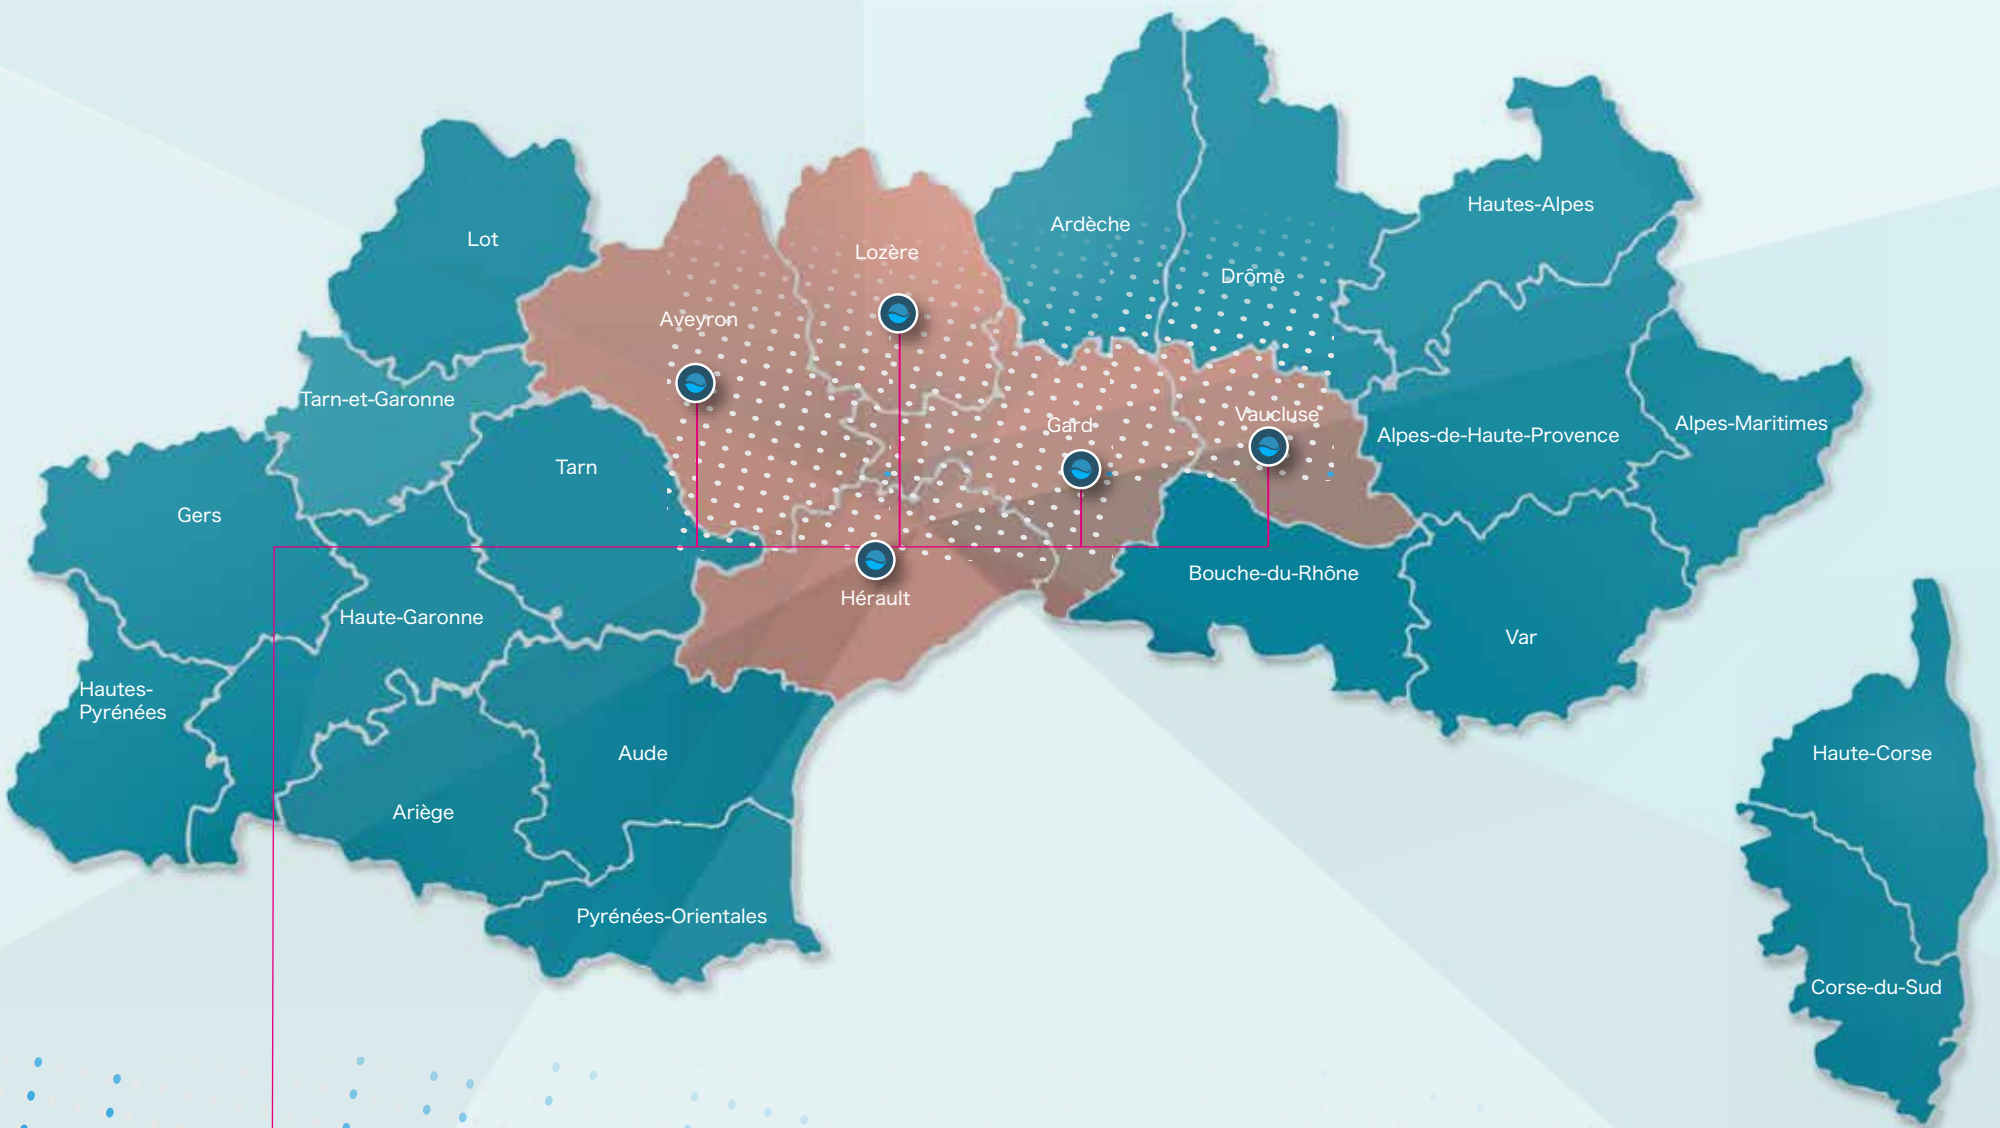 Hautes-Alpes
Ardèche
Lot
Lozère
Drôme
Aveyron
Tarn-et-Garonne
Vaucluse
Gard
Alpes-Maritimes
Alpes-de-Haute-Provence
Tarn
Gers
Bouche-du-Rhône
Hérault
Haute-Garonne
Var
Hautes-
Pyrénées
Aude
Haute-Corse
Ariège
Pyrénées-Orientales
Corse-du-Sud